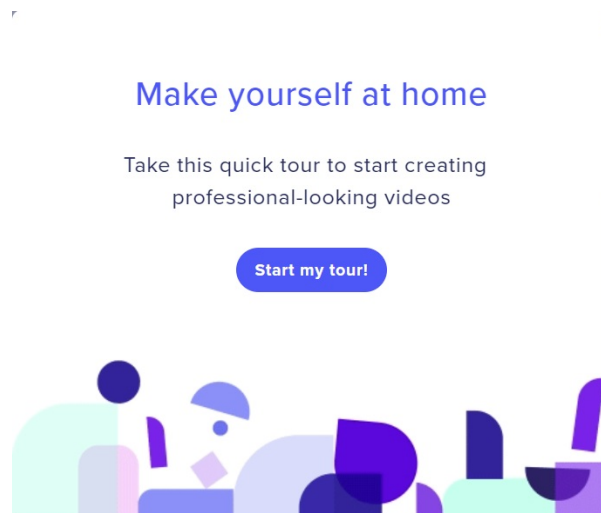 Make yourself at home
Take this quick tour to start creating
professional-looking videos
Start my tour!